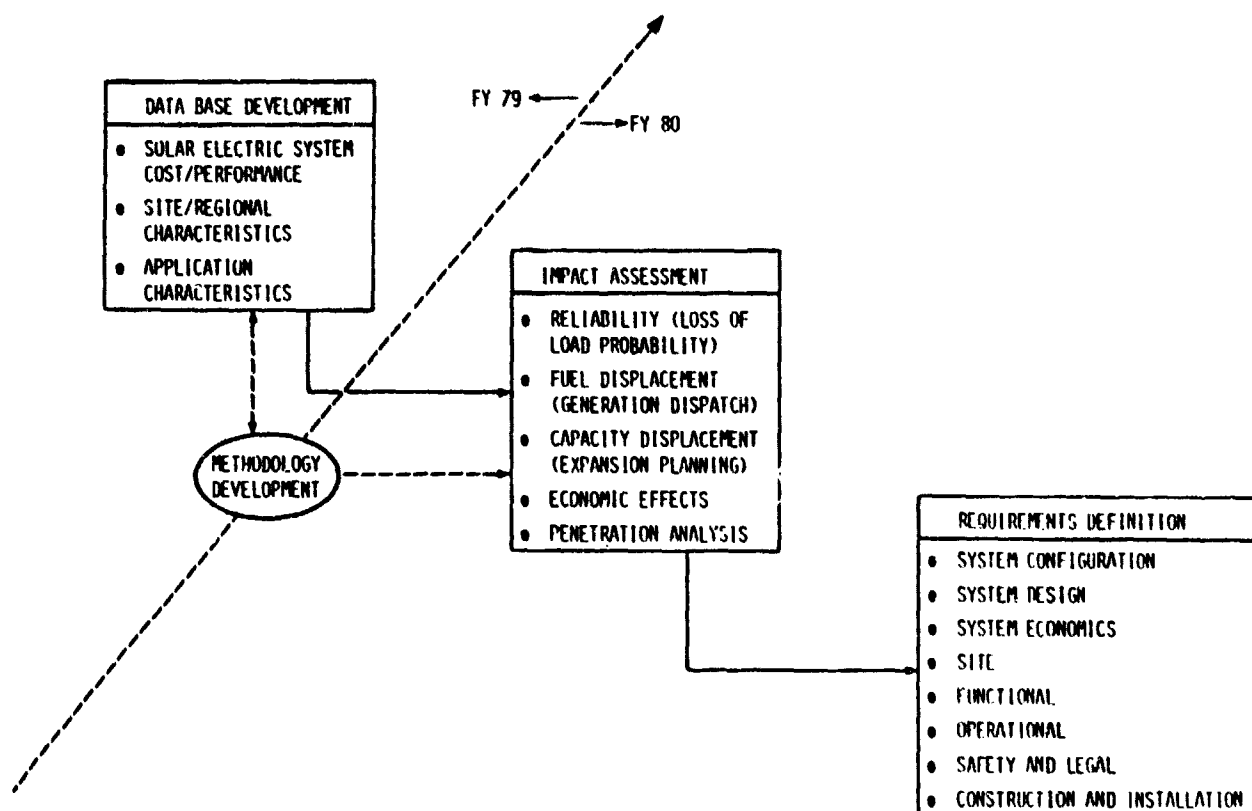 FY 79
FY 80
DATA BASE DEVELOPMENT
• SOLAR ELECTRIC SYSTEM
COST/PERFORMANCE
• SITE/REGIONAL
CHARACTERISTICS
• APPLICATION
CHARACTERISTICS
METHODOLOGY
DEVELOPMENT
IMPACT ASSESSMENT
• RELIABILITY (LOSS OF
LOAD PROBABILITY)
• FUEL DISPLACEMENT
(GENERATION DISPATCH)
• CAPACITY DISPLACEMENT
(EXPANSION PLANNING)
• ECONOMIC EFFECTS
• PENETRATION ANALYSIS
REQUIREMENTS DEFINITION
• SYSTEM CONFIGURATION
• SYSTEM DESIGN
• SYSTEM ECONOMICS
• SITE
• FUNCTIONAL
• OPERATIONAL
• SAFETY AND LEGAL
• CONSTRUCTION AND INSTALLATION